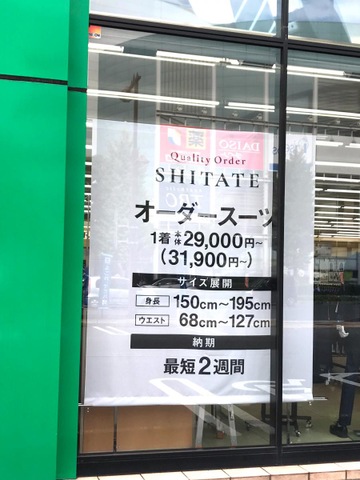 Quality Order
SHITATE
オーダースーツ
1着 本体 29,000円~
(31,900円~)
サイズ展開
身長 150cm~195cm
ウエスト 68cm~127cm
納期
最短2週間
DAISO